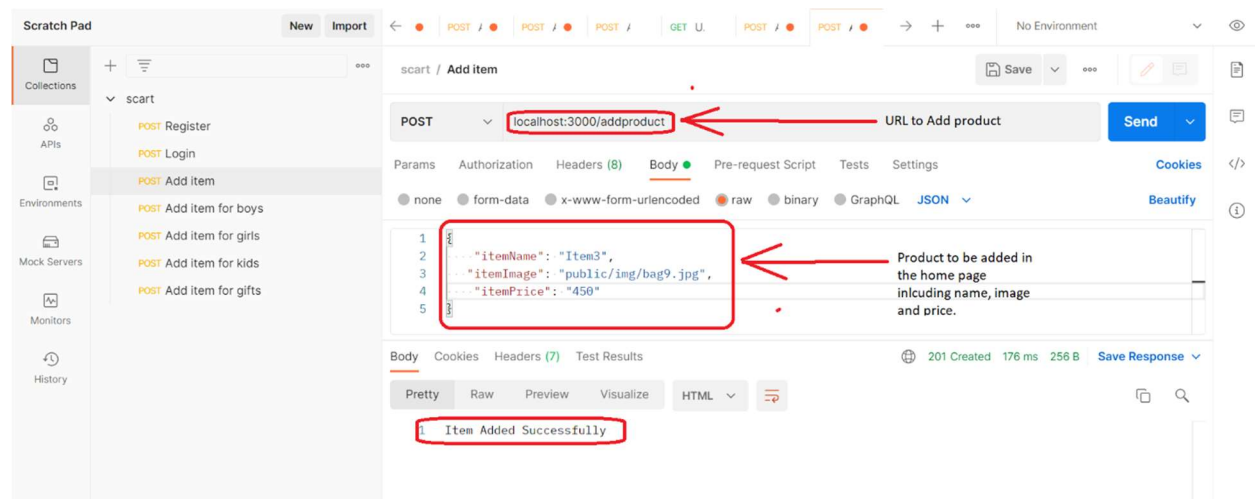 Scratch Pad
New Import
POST
POST
POST
GET U.
POST
POST
No Environment
Collections
APIs
Environments
Mock Servers
Monitors
History
scart
POST Register
POST Login
POST Add item
POST Add item for boys
POST Add item for girls
POST Add item for kids
POST Add item for gifts
scart / Add item
Save
POST localhost:3000/addproduct
URL to Add product
Send
Params Authorization Headers (8) Body Pre-request Script Tests Settings Cookies
none form-data x-www-form-urlencoded raw binary GraphQL JSON Beautify
1 {
2 "itemName": "Item3",
3 "itemImage": "public/img/bag9.jpg",
4 "itemPrice": "450"
5 }
Product to be added in
the home page
inlcuding name, image
and price.
Body Cookies Headers (7) Test Results 201 Created 176 ms 256 B Save Response
Pretty Raw Preview Visualize HTML
1 Item Added Successfully